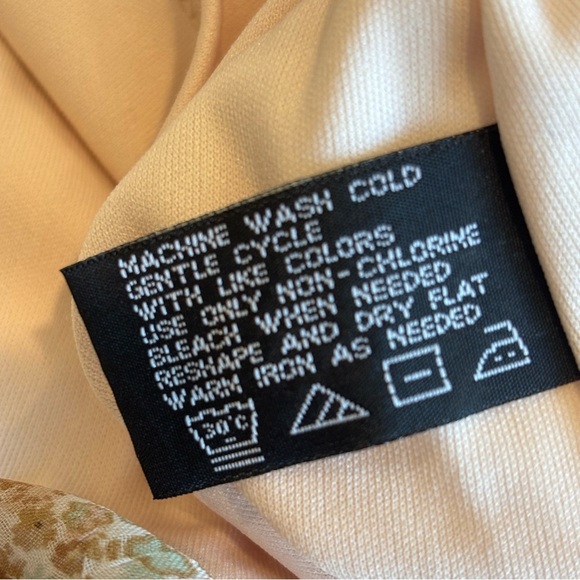 MACHINE WASH COLD
GENTLE CYCLE
WITH LIKE COLORS
USE ONLY NON-CHLORINE
BLEACH WHEN NEEDED
RESHAPE AND DRY FLAT
WARM IRON AS NEEDED
30°C